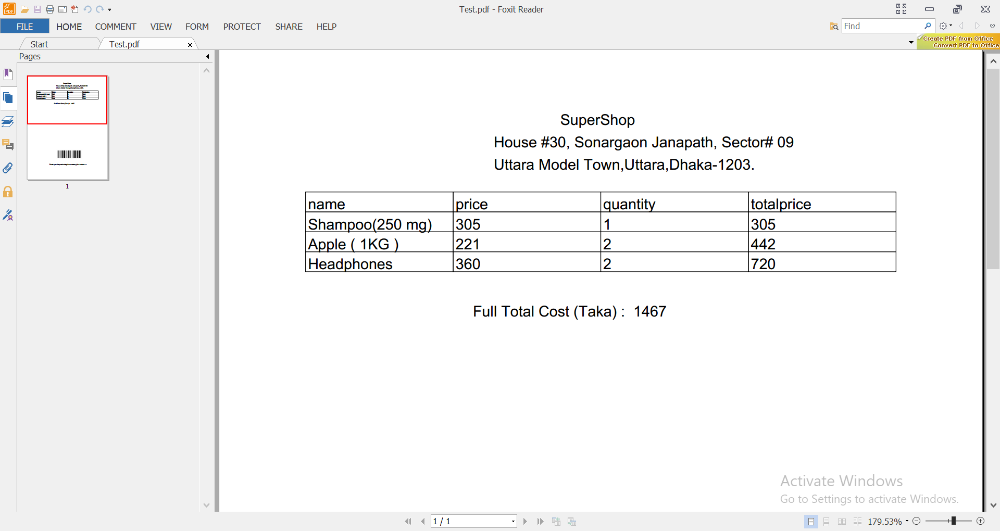 Test.pdf - Foxit Reader
FILE HOME COMMENT VIEW FORM PROTECT SHARE HELP
Find
Start Test.pdf
Create PDF from Office
Convert PDF to Office
Pages
1
SuperShop
House #30, Sonargaon Janapath, Sector# 09
Uttara Model Town,Uttara,Dhaka-1203.
name price quantity totalprice
Shampoo(250 mg) 305 1 305
Apple ( 1KG ) 221 2 442
Headphones 360 2 720
Full Total Cost (Taka) : 1467
Activate Windows
Go to Settings to activate Windows.
1 / 1
179.53%